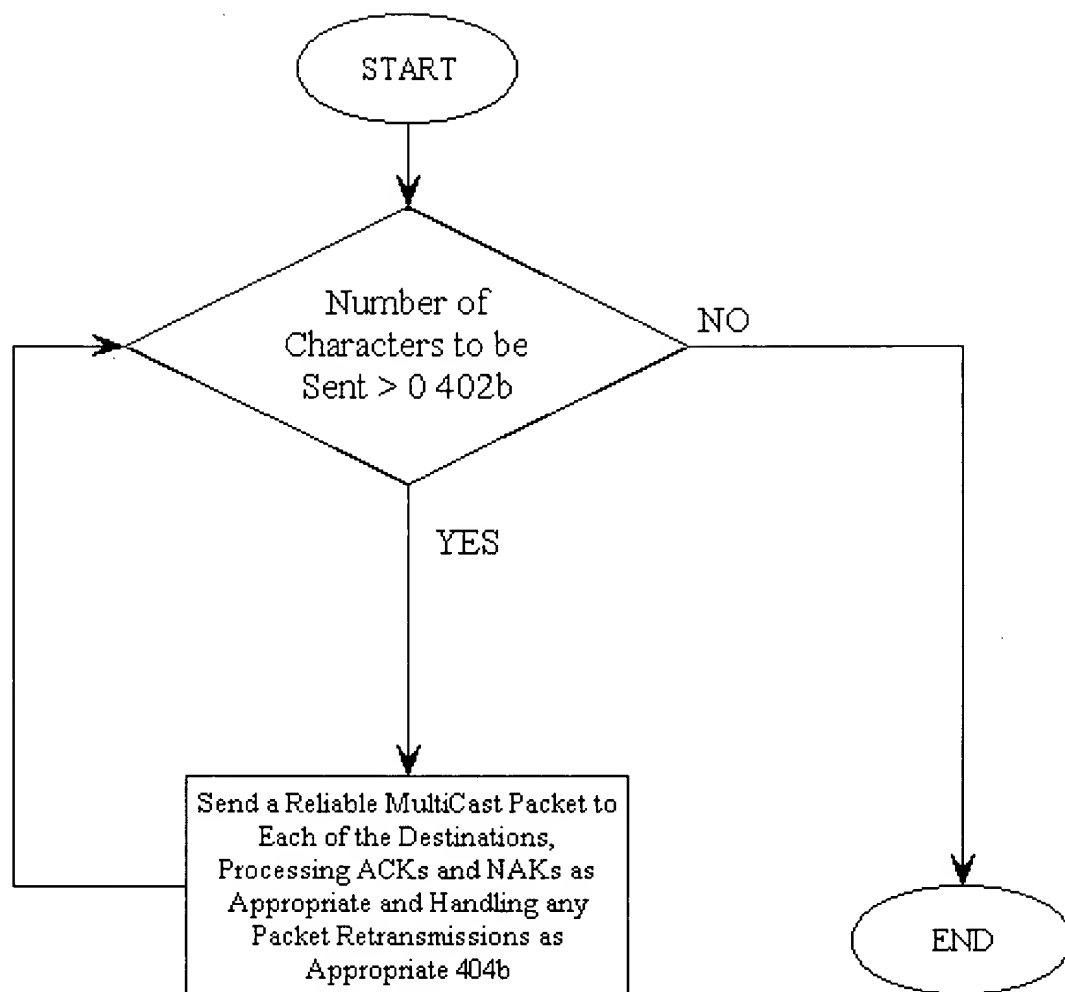 START
Number of
Characters to be
Sent > 0 402b
NO
YES
Send a Reliable MultiCast Packet to
Each of the Destinations,
Processing ACKs and NAKs as
Appropriate and Handling any
Packet Retransmissions as
Appropriate 404b
END